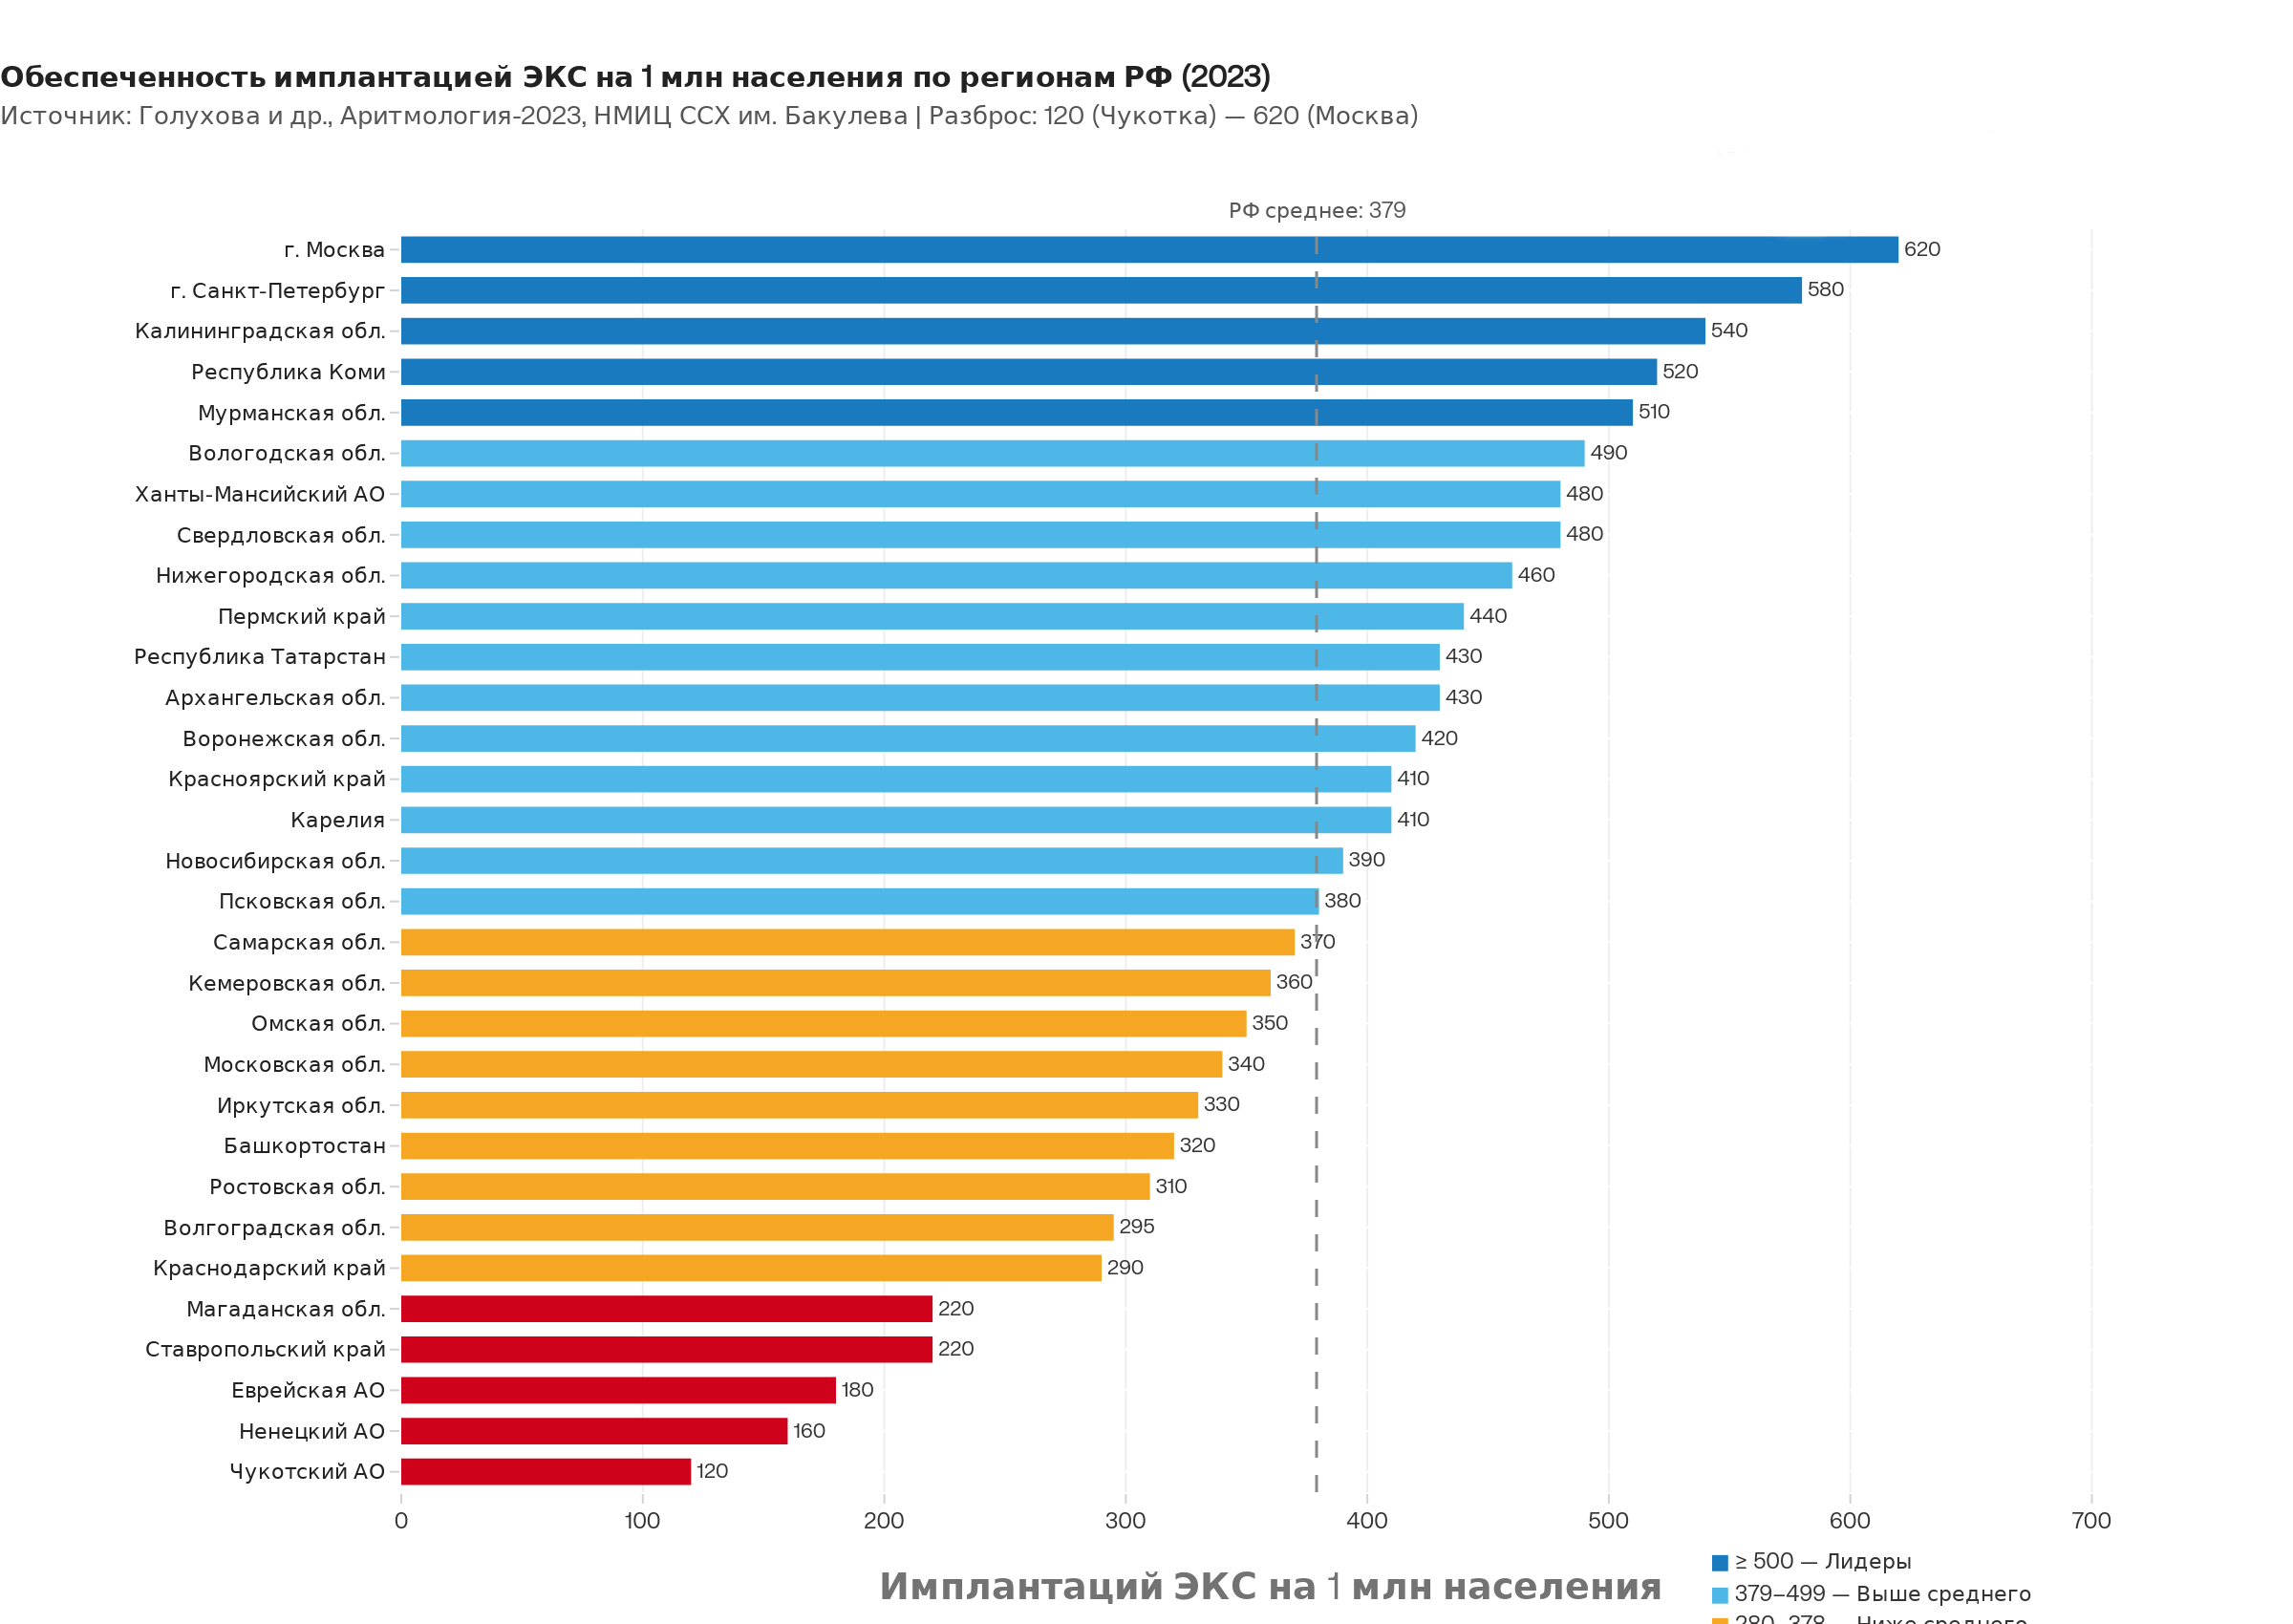 Обеспеченность имплантацией ЭКС на 1 млн населения по регионам РФ (2023)
Источник: Голухова и др., Аритмология-2023, НМИЦ ССХ им. Бакулева | Разброс: 120 (Чукотка) — 620 (Москва)
РФ среднее: 379
г. Москва 620
г. Санкт-Петербург 580
Калининградская обл. 540
Республика Коми 520
Мурманская обл. 510
Вологодская обл. 490
Ханты-Мансийский АО 480
Свердловская обл. 480
Нижегородская обл. 460
Пермский край 440
Республика Татарстан 430
Архангельская обл. 430
Воронежская обл. 420
Красноярский край 410
Карелия 410
Новосибирская обл. 390
Псковская обл. 380
Самарская обл. 370
Кемеровская обл. 360
Омская обл. 350
Московская обл. 340
Иркутская обл. 330
Башкортостан 320
Ростовская обл. 310
Волгоградская обл. 295
Краснодарский край 290
Магаданская обл. 220
Ставропольский край 220
Еврейская АО 180
Ненецкий АО 160
Чукотский АО 120
0 100 200 300 400 500 600 700
Имплантаций ЭКС на 1 млн населения
≥ 500 — Лидеры
379–499 — Выше среднего
280–378 — Ниже среднего